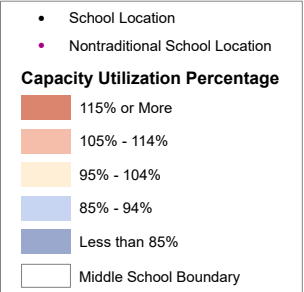 School Location
Nontraditional School Location
Capacity Utilization Percentage
115% or More
105% - 114%
95% - 104%
85% - 94%
Less than 85%
Middle School Boundary